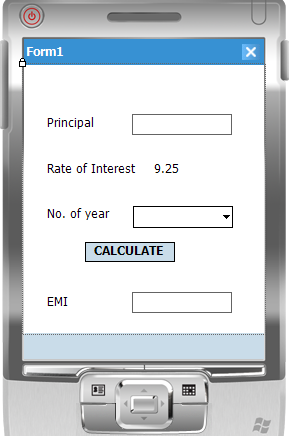 Form1
Principal
Rate of Interest 9.25
No. of year
CALCULATE
EMI